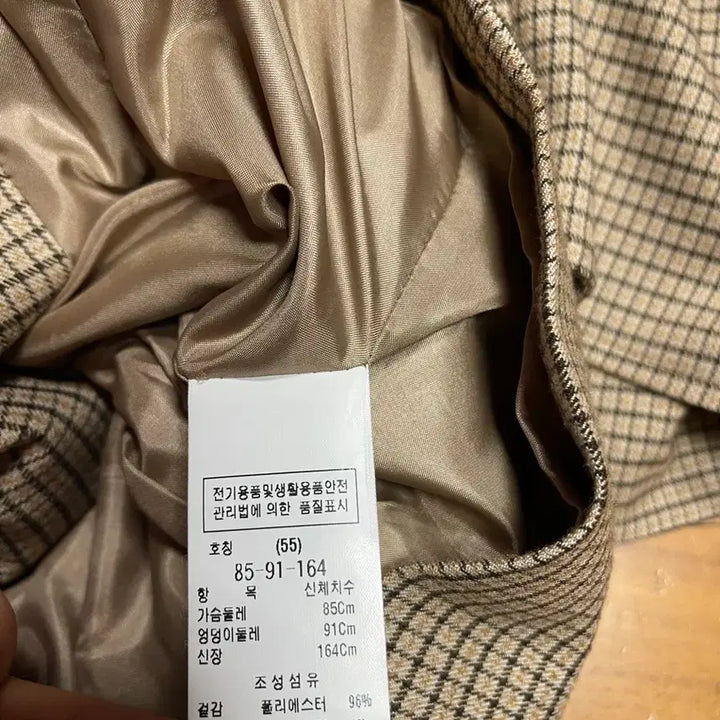 전기용품및생활용품안전
관리법에 의한 품질표시
호칭 (55)
85-91-164
항 목 신체치수
가슴둘레 85Cm
엉덩이둘레 91Cm
신장 164Cm
조성섬유
겉감 폴리에스터 96%